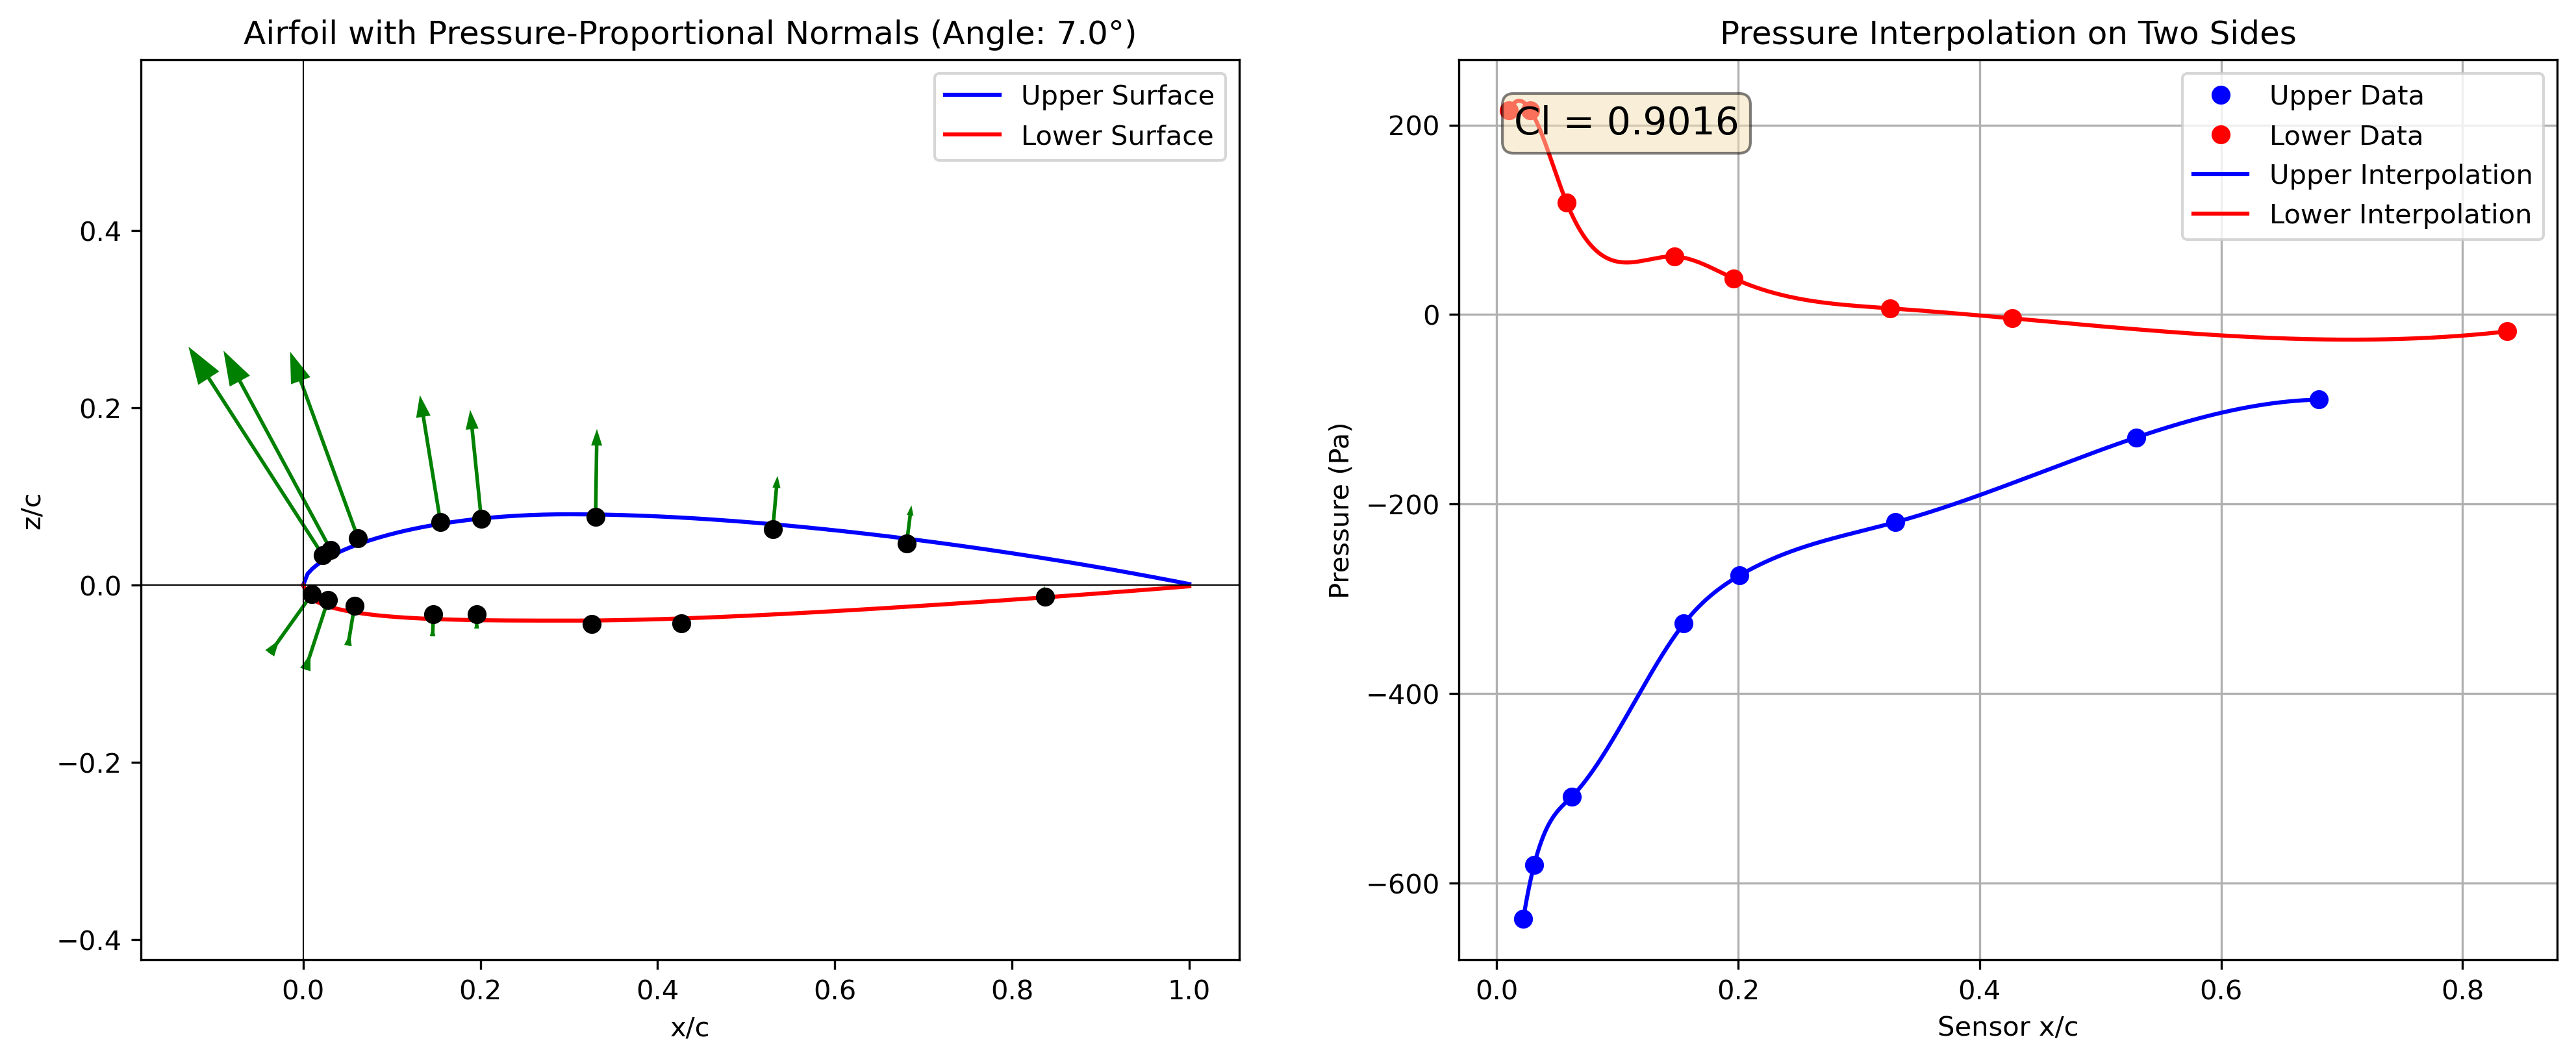 Airfoil with Pressure-Proportional Normals (Angle: 7.0°)
Upper Surface
Lower Surface
z/c
0.4
0.2
0.0
−0.2
−0.4
0.0 0.2 0.4 0.6 0.8 1.0
x/c
Pressure Interpolation on Two Sides
Cl = 0.9016
Upper Data
Lower Data
Upper Interpolation
Lower Interpolation
Pressure (Pa)
200
0
−200
−400
−600
0.0 0.2 0.4 0.6 0.8
Sensor x/c